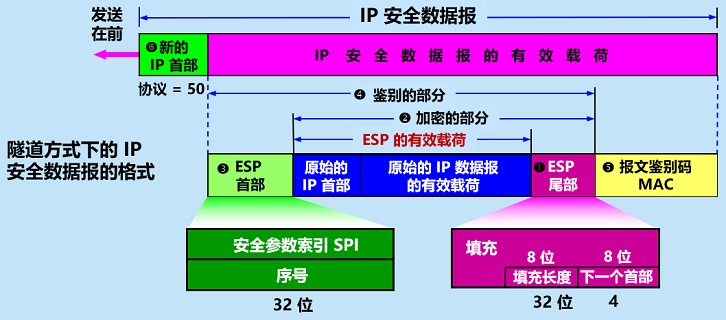 发送
在前
IP 安全数据报
❻新的
IP 首部
IP 安 全 数 据 报 的 有 效 载 荷
协议 = 50
❹ 鉴别的部分
❷ 加密的部分
ESP 的有效载荷
隧道方式下的 IP
安全数据报的格式
❸ ESP
首部
原始的
IP 首部
原始的 IP 数据报
的有效载荷
❶ ESP
尾部
❺ 报文鉴别码
MAC
安全参数索引 SPI
序号
32 位
填充
8 位
8 位
填充长度
下一个首部
32 位
4